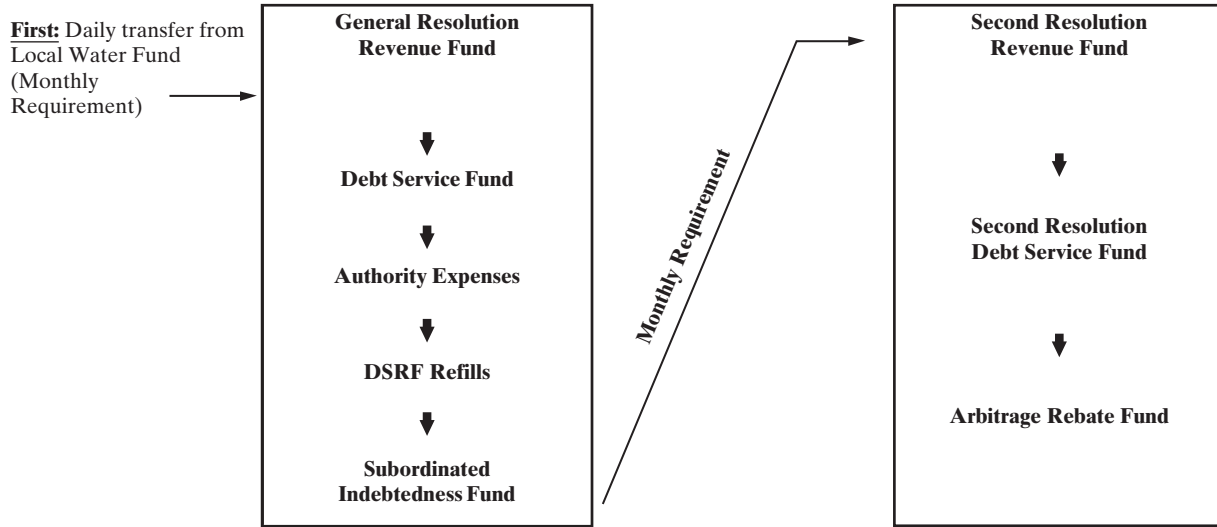 First: Daily transfer from
Local Water Fund
(Monthly
Requirement)
General Resolution
Revenue Fund
Debt Service Fund
Authority Expenses
DSRF Refills
Subordinated
Indebtedness Fund
Monthly Requirement
Second Resolution
Revenue Fund
Second Resolution
Debt Service Fund
Arbitrage Rebate Fund